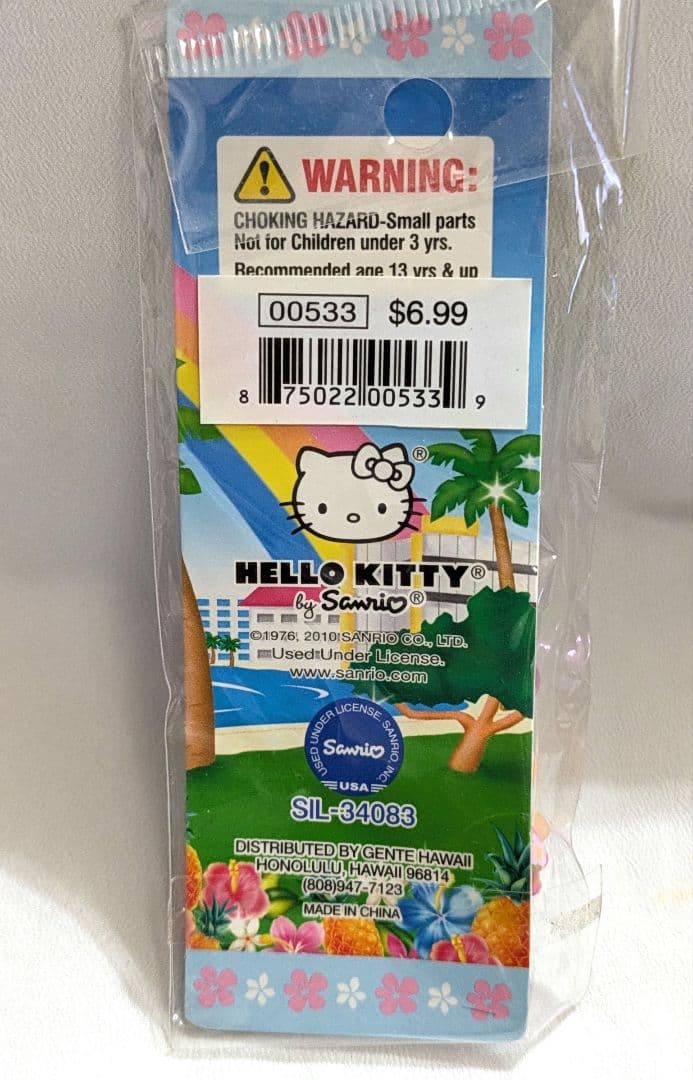 WARNING:
CHOKING HAZARD-Small parts
Not for Children under 3 yrs.
Recommended age 13 yrs & up
00533 $6.99
8 75022 00533 9
®
HELLO KITTY®
by Sanrio®
©1976, 2010 SANRIO CO., LTD.
Used Under License.
www.sanrio.com
USED UNDER LICENSE, SANRIO, INC.
Sanrio
USA
SIL-34083
DISTRIBUTED BY GENTE HAWAII
HONOLULU, HAWAII 96814
(808)947-7123
MADE IN CHINA